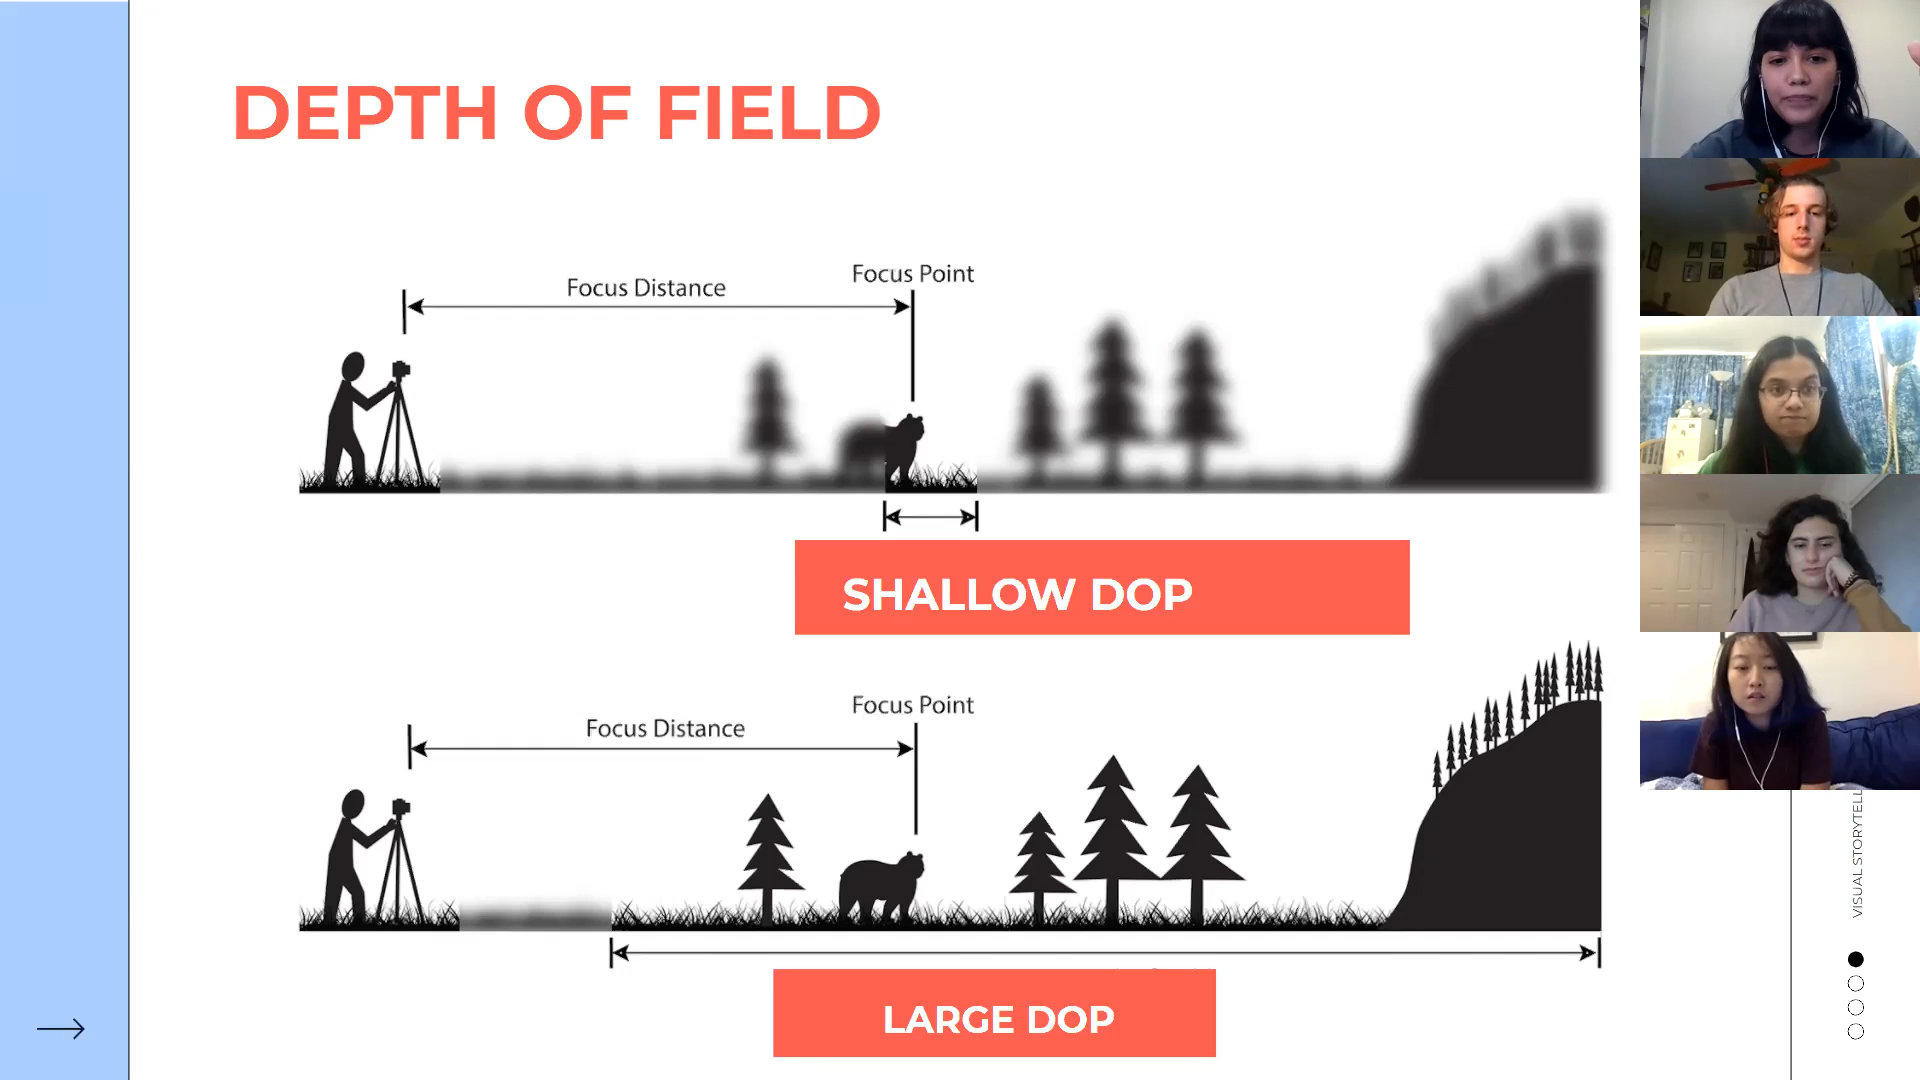 DEPTH OF FIELD
Focus Point
Focus Distance
SHALLOW DOP
Focus Point
Focus Distance
LARGE DOP
VISUAL STORYTELL